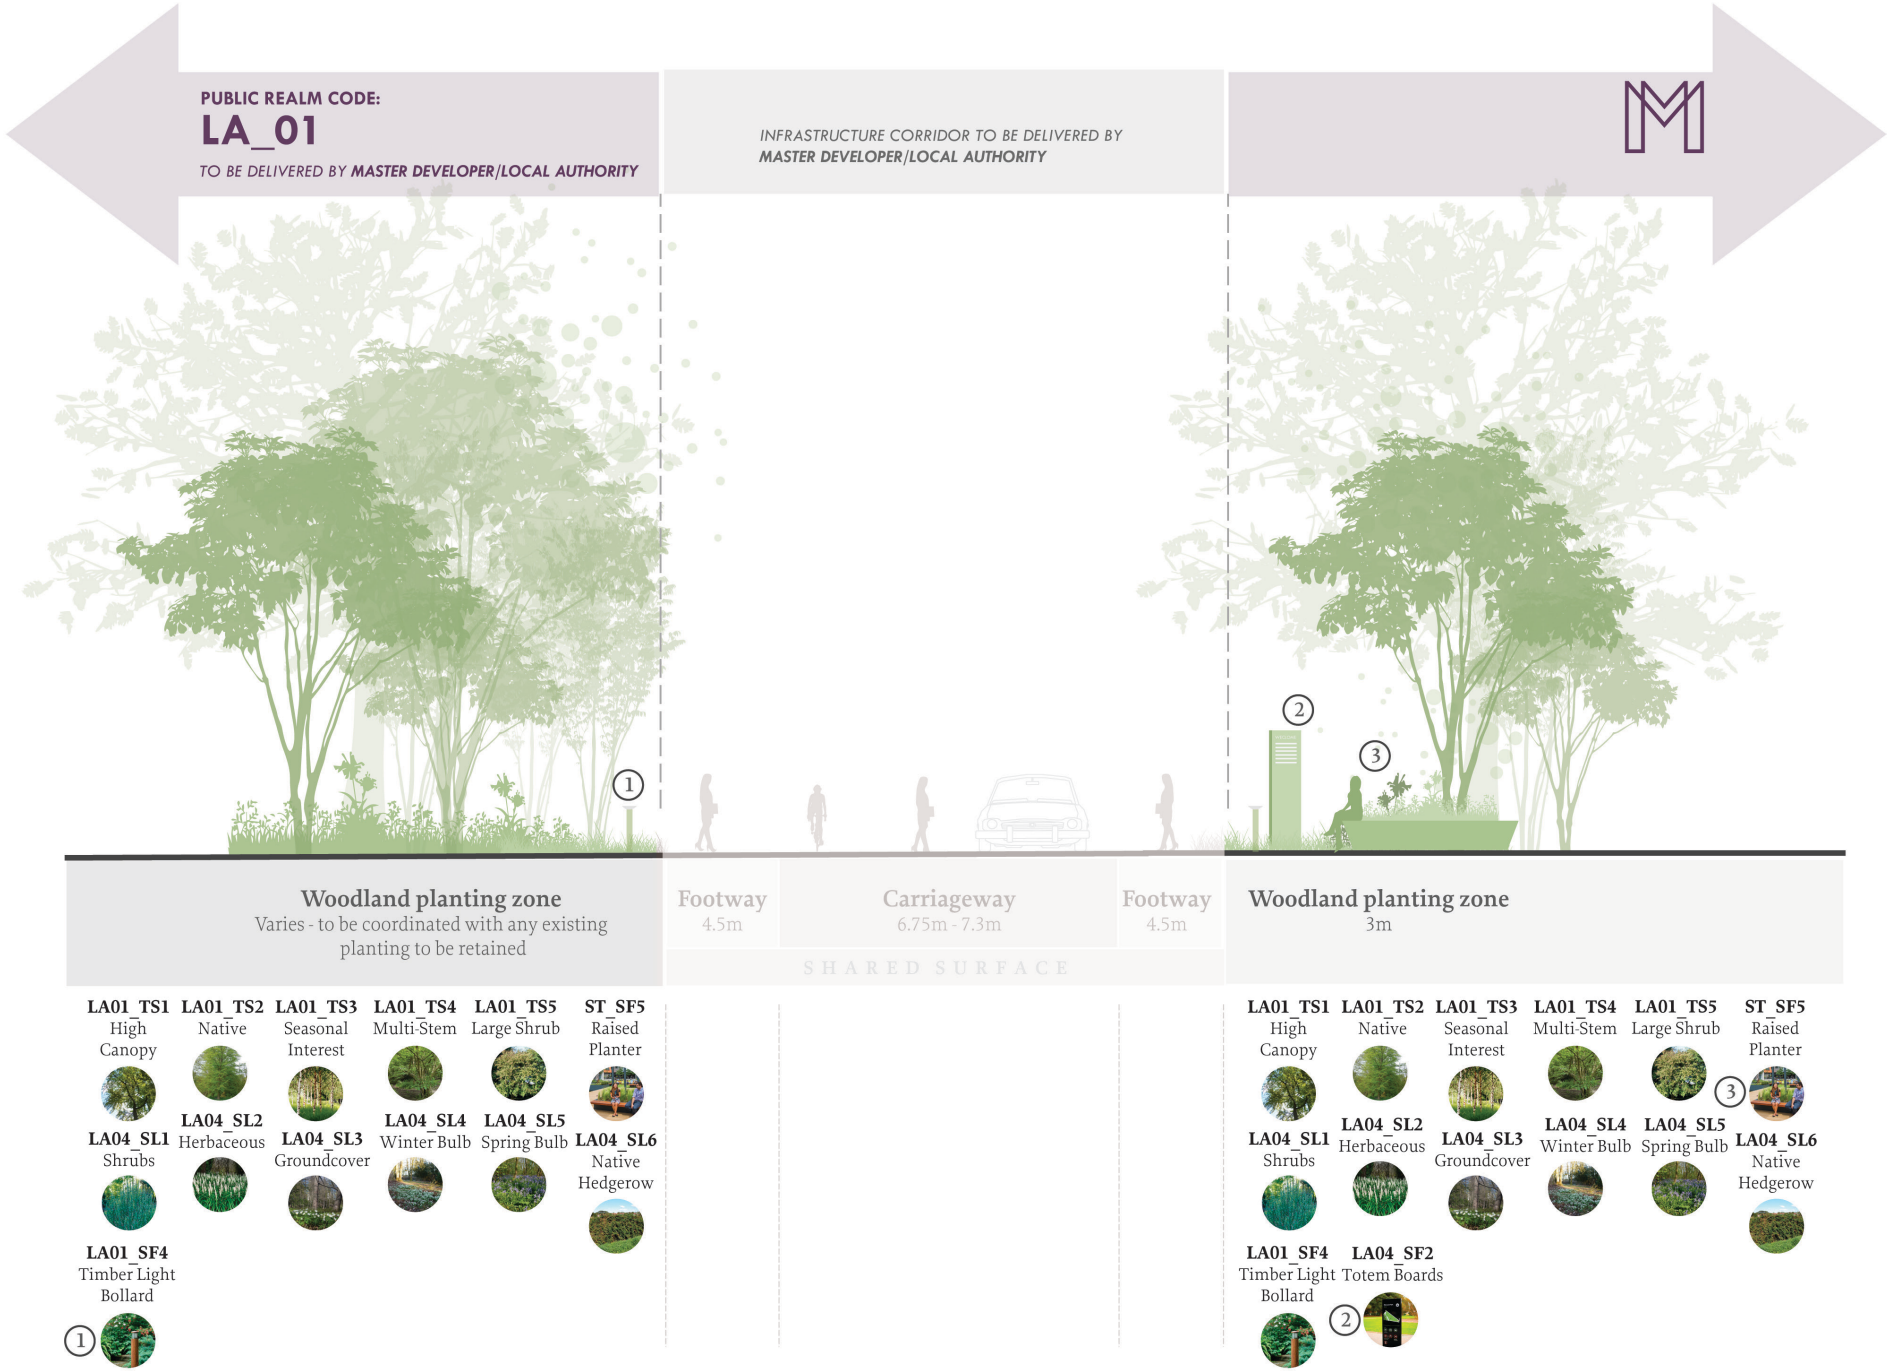 PUBLIC REALM CODE:
LA_01
TO BE DELIVERED BY MASTER DEVELOPER/LOCAL AUTHORITY
INFRASTRUCTURE CORRIDOR TO BE DELIVERED BY
MASTER DEVELOPER/LOCAL AUTHORITY
M
1
2
3
Woodland planting zone
Varies - to be coordinated with any existing
planting to be retained
Footway
4.5m
Carriageway
6.75m - 7.3m
Footway
4.5m
SHARED SURFACE
Woodland planting zone
3m
LA01_TS1
High
Canopy
LA01_TS2
Native
LA01_TS3
Seasonal
Interest
LA01_TS4
Multi-Stem
LA01_TS5
Large Shrub
ST_SF5
Raised
Planter
LA04_SL1
Shrubs
LA04_SL2
Herbaceous
LA04_SL3
Groundcover
LA04_SL4
Winter Bulb
LA04_SL5
Spring Bulb
LA04_SL6
Native
Hedgerow
LA01_SF4
Timber Light
Bollard
1
LA01_TS1
High
Canopy
LA01_TS2
Native
LA01_TS3
Seasonal
Interest
LA01_TS4
Multi-Stem
LA01_TS5
Large Shrub
ST_SF5
Raised
Planter
3
LA04_SL1
Shrubs
LA04_SL2
Herbaceous
LA04_SL3
Groundcover
LA04_SL4
Winter Bulb
LA04_SL5
Spring Bulb
LA04_SL6
Native
Hedgerow
LA01_SF4
Timber Light
Bollard
LA04_SF2
Totem Boards
2